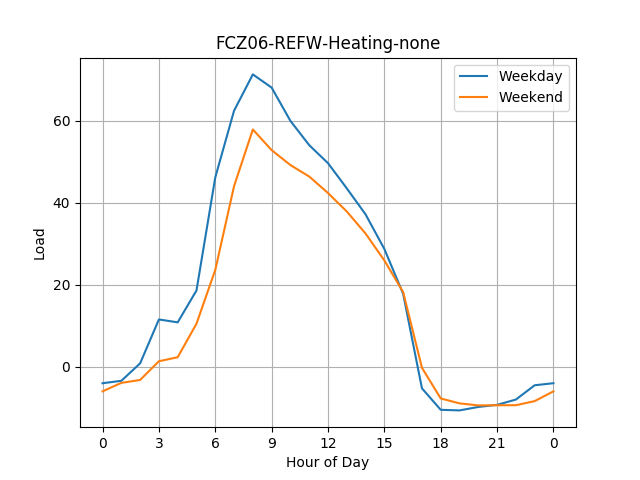 FCZ06-REFW-Heating-none
Weekday
Weekend
60
40
20
0
Load
0 3 6 9 12 15 18 21 0
Hour of Day